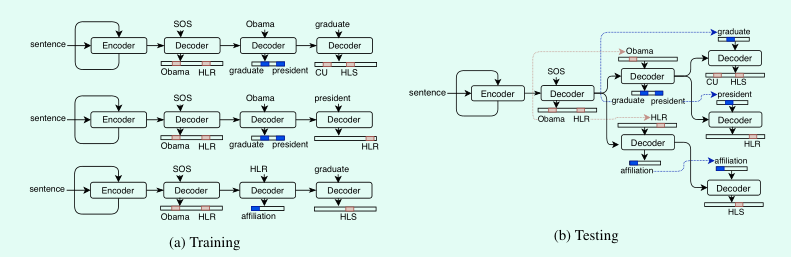 SOS Obama graduate
sentence Encoder Decoder Decoder Decoder
Obama HLR graduate president CU HLS
SOS Obama president
sentence Encoder Decoder Decoder Decoder
Obama HLR graduate president HLR
SOS HLR graduate
sentence Encoder Decoder Decoder Decoder
Obama HLR affiliation HLS
(a) Training
graduate
Obama
Decoder
SOS Decoder
CU HLS
sentence Encoder Decoder
graduate president president
Obama HLR HLR
Decoder
Decoder HLR
affiliation affiliation
Decoder
HLS
(b) Testing